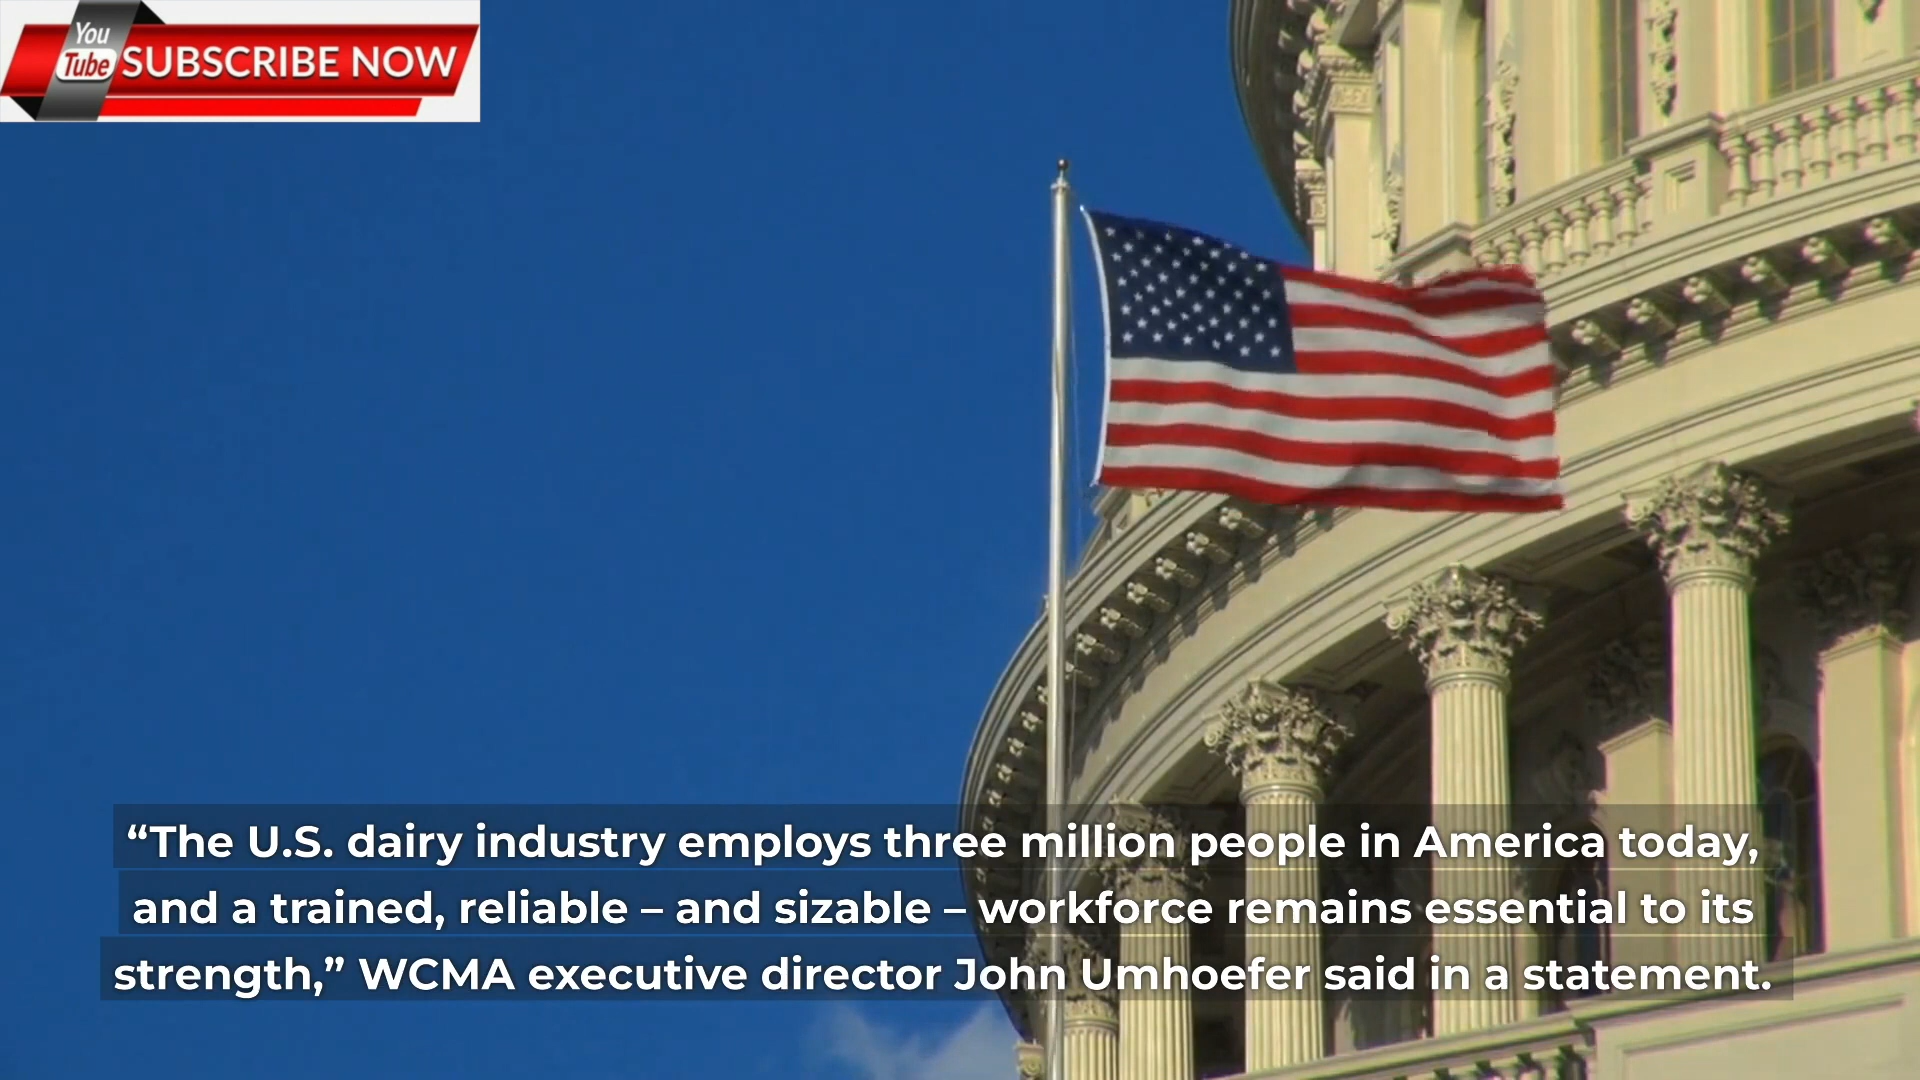 You
Tube SUBSCRIBE NOW
“The U.S. dairy industry employs three million people in America today,
and a trained, reliable – and sizable – workforce remains essential to its
strength,” WCMA executive director John Umhoefer said in a statement.